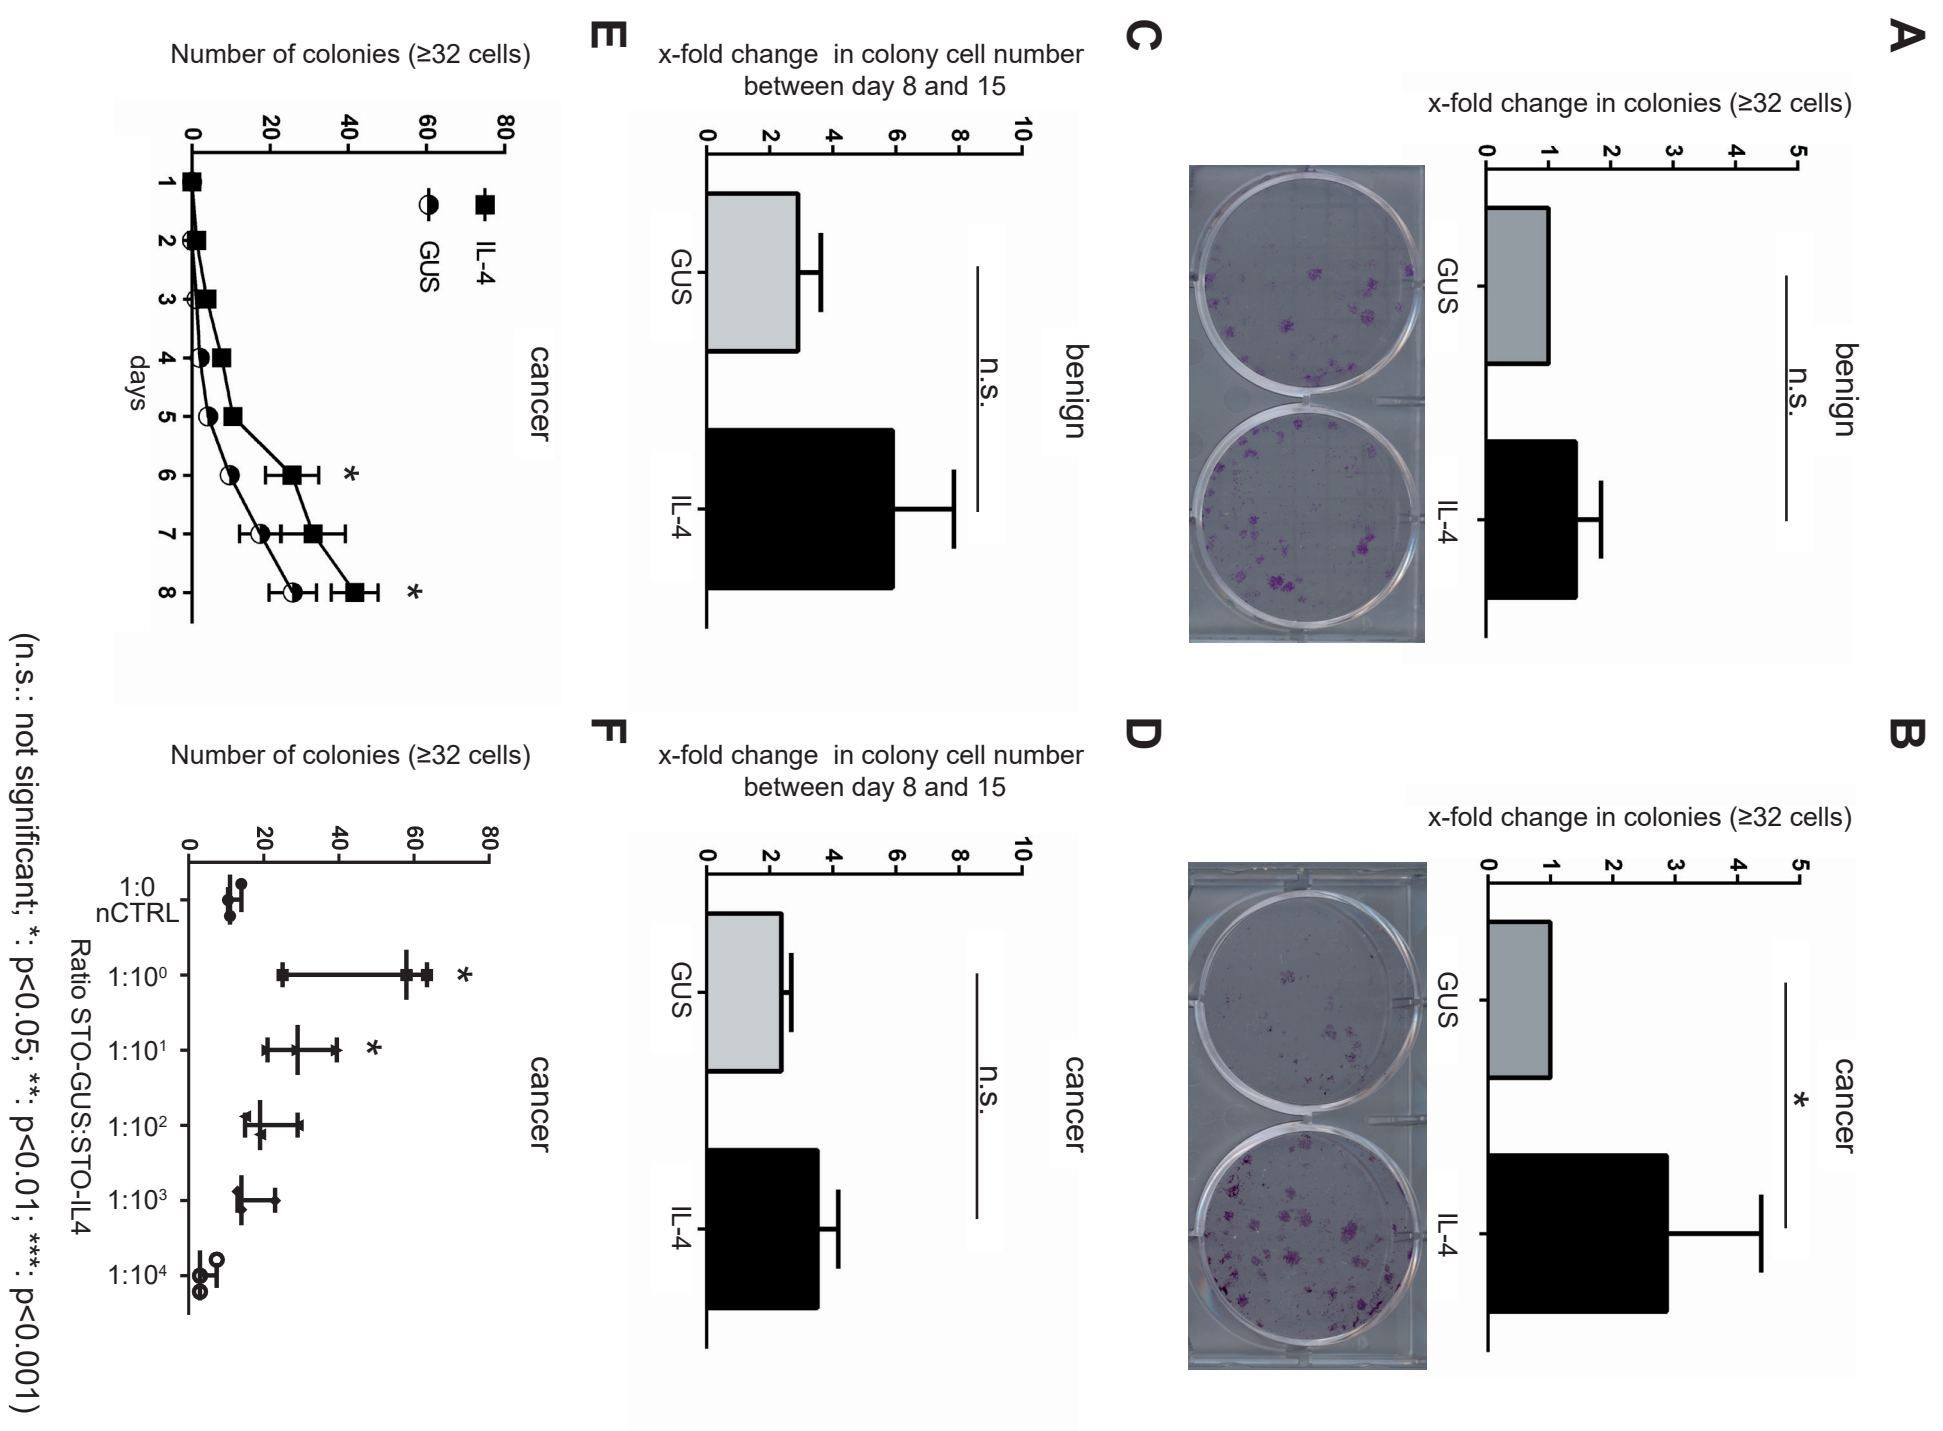 A
benign
x-fold change in colonies (≥32 cells)
5
4
3
2
1
0
n.s.
GUS
IL-4
B
cancer
x-fold change in colonies (≥32 cells)
5
4
3
2
1
0
*
GUS
IL-4
C
benign
x-fold change in colony cell number
between day 8 and 15
10
8
6
4
2
0
n.s.
GUS
IL-4
D
cancer
x-fold change in colony cell number
between day 8 and 15
10
8
6
4
2
0
n.s.
GUS
IL-4
E
cancer
Number of colonies (≥32 cells)
80
60
40
20
0
IL-4
GUS
*
*
1 2 3 4 5 6 7 8
days
F
cancer
Number of colonies (≥32 cells)
80
60
40
20
0
*
*
1:0 1:10⁰ 1:10¹ 1:10² 1:10³ 1:10⁴
nCTRL
Ratio STO-GUS:STO-IL4
(n.s.: not significant; *: p<0.05; **: p<0.01; ***: p<0.001)